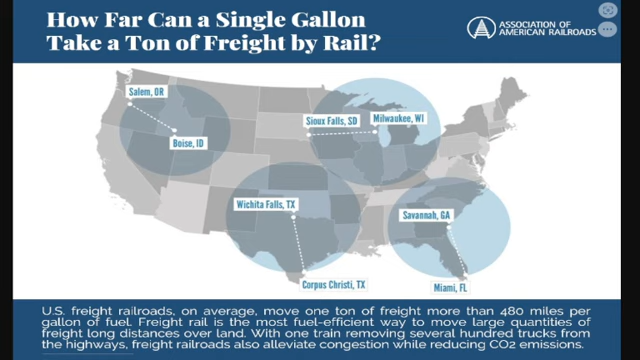 How Far Can a Single Gallon
Take a Ton of Freight by Rail?
ASSOCIATION OF
AMERICAN RAILROADS
Salem, OR
Boise, ID
Sioux Falls, SD
Milwaukee, WI
Wichita Falls, TX
Savannah, GA
Corpus Christi, TX
Miami, FL
U.S. freight railroads, on average, move one ton of freight more than 480 miles per
gallon of fuel. Freight rail is the most fuel-efficient way to move large quantities of
freight long distances over land. With one train removing several hundred trucks from
the highways, freight railroads also alleviate congestion while reducing CO2 emissions.